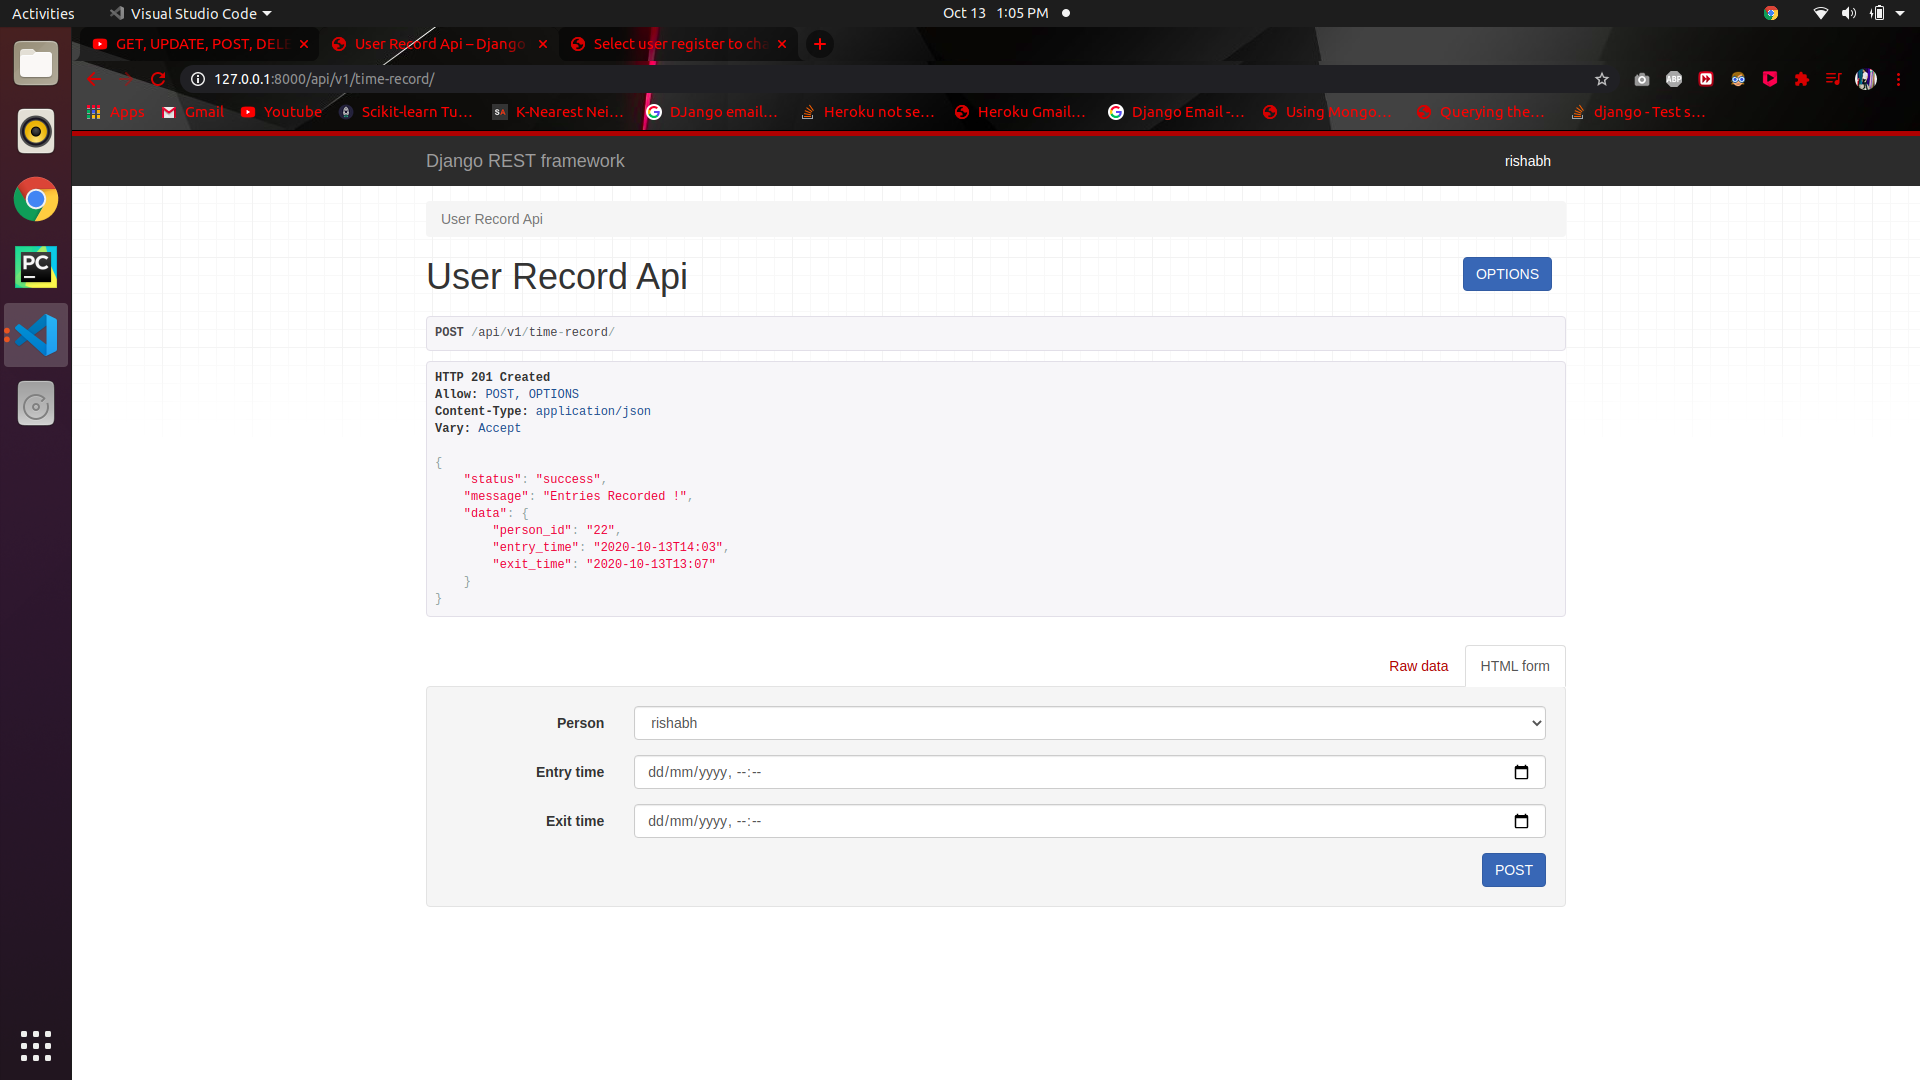 Activities
Visual Studio Code
Oct 13 1:05 PM
GET, UPDATE, POST, DELE
User Record Api – Django
Select user register to cha
127.0.0.1:8000/api/v1/time-record/
ABP
Apps
Gmail
Youtube
Scikit-learn Tu...
SA
K-Nearest Nei...
DJango email...
Heroku not se...
Heroku Gmail...
Django Email -...
Using Mongo...
Querying the...
django - Test s...
PC
Django REST framework
rishabh
User Record Api
User Record Api
OPTIONS
POST /api/v1/time-record/
HTTP 201 Created
Allow: POST, OPTIONS
Content-Type: application/json
Vary: Accept
{
"status": "success",
"message": "Entries Recorded !",
"data": {
"person_id": "22",
"entry_time": "2020-10-13T14:03",
"exit_time": "2020-10-13T13:07"
}
}
Raw data
HTML form
Person
rishabh
Entry time
dd/mm/yyyy, --:--
Exit time
dd/mm/yyyy, --:--
POST